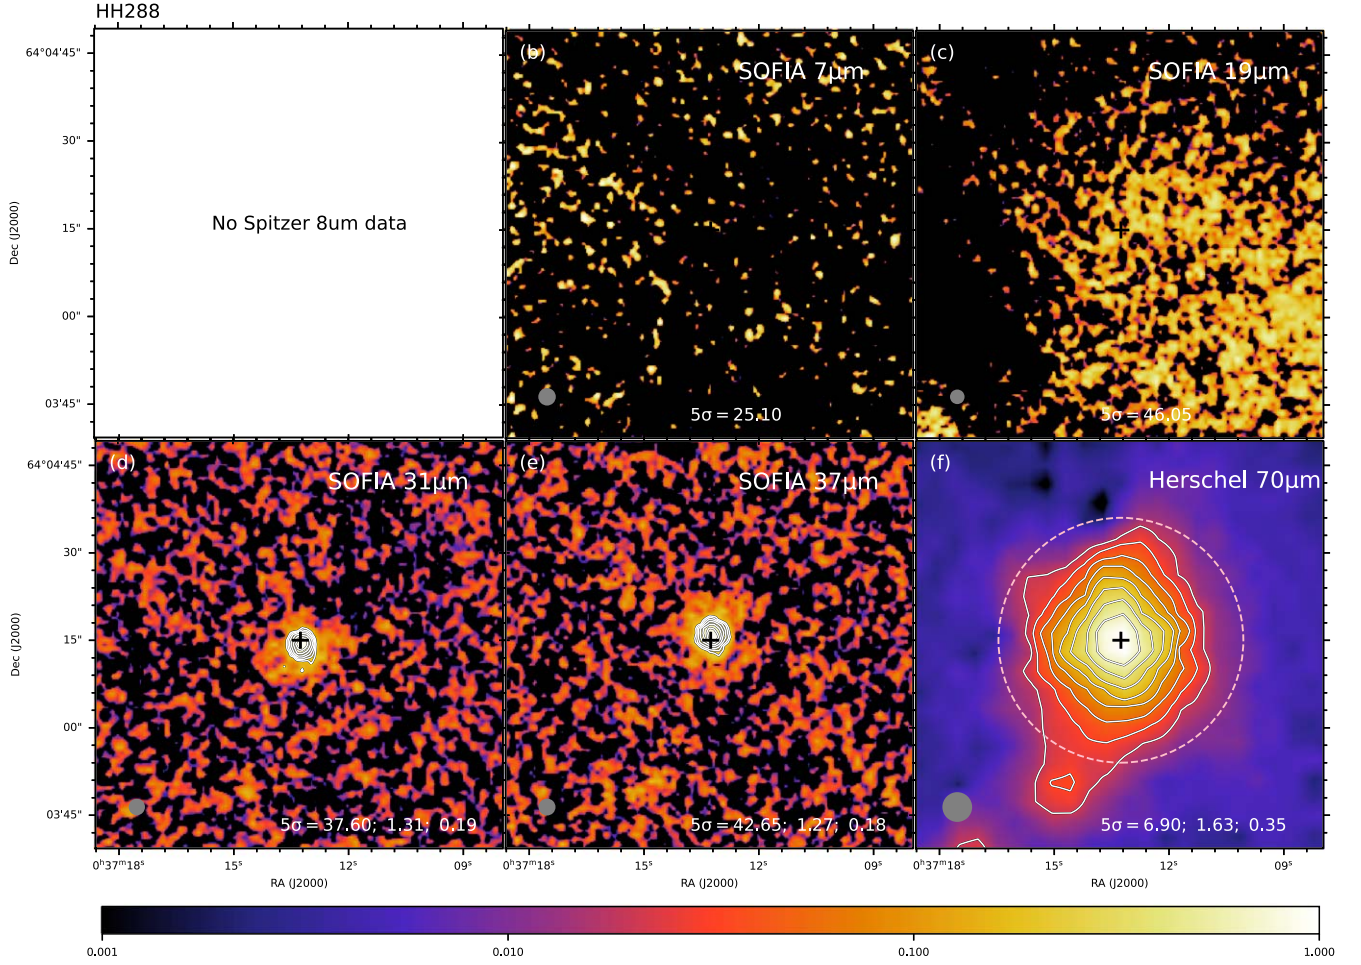 HH288
64°04'45"
30"
15"
00"
03'45"
Dec (J2000)
No Spitzer 8um data
(b)
SOFIA 7μm
5σ = 25.10
(c)
SOFIA 19μm
5σ = 46.05
64°04'45"
30"
15"
00"
03'45"
Dec (J2000)
(d)
SOFIA 31μm
5σ = 37.60; 1.31; 0.19
(e)
SOFIA 37μm
5σ = 42.65; 1.27; 0.18
(f)
Herschel 70μm
5σ = 6.90; 1.63; 0.35
0ʰ37ᵐ18ˢ 15ˢ 12ˢ 09ˢ
RA (J2000)
0ʰ37ᵐ18ˢ 15ˢ 12ˢ 09ˢ
RA (J2000)
0ʰ37ᵐ18ˢ 15ˢ 12ˢ 09ˢ
RA (J2000)
0.001 0.010 0.100 1.000